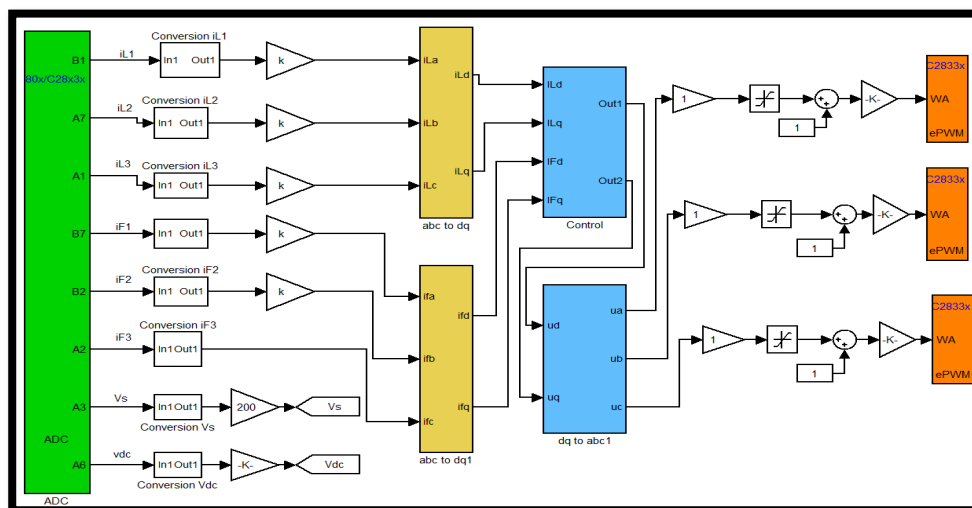 80x/C28x3x
B1
A7
A1
B7
B2
A2
A3
A6
ADC
ADC
iL1
iL2
iL3
iF1
iF2
iF3
Vs
vdc
Conversion iL1
In1 Out1
k
Conversion iL2
In1 Out1
k
Conversion iL3
In1 Out1
k
Conversion iF1
In1 Out1
k
Conversion iF2
In1 Out1
k
Conversion iF3
In1 Out1
In1 Out1
Conversion Vs
200
Vs
In1 Out1
Conversion Vdc
-K-
Vdc
iLa
iLb
iLc
iLd
iLq
abc to dq
ifa
ifb
ifc
ifd
ifq
abc to dq1
ILd
ILq
IFd
IFq
Out1
Out2
Control
ud
uq
ua
ub
uc
dq to abc1
1
1
-K-
C2833x
WA
ePWM
1
1
-K-
C2833x
WA
ePWM
1
1
-K-
C2833x
WA
ePWM